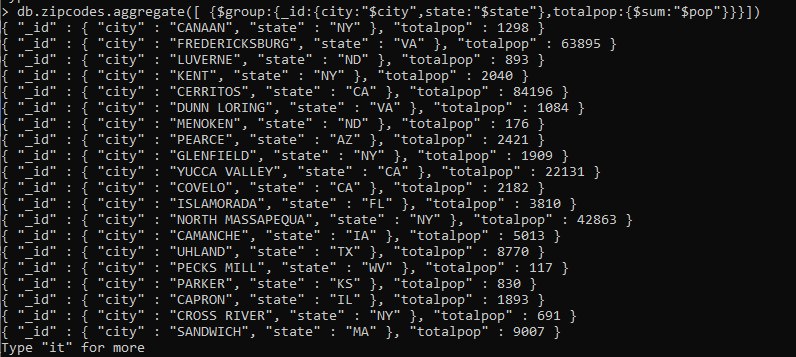 > db.zipcodes.aggregate([ {$group:{_id:{city:"$city",state:"$state"},totalpop:{$sum:"$pop"}}}])
{ "_id" : { "city" : "CANAAN", "state" : "NY" }, "totalpop" : 1298 }
{ "_id" : { "city" : "FREDERICKSBURG", "state" : "VA" }, "totalpop" : 63895 }
{ "_id" : { "city" : "LUVERNE", "state" : "ND" }, "totalpop" : 893 }
{ "_id" : { "city" : "KENT", "state" : "NY" }, "totalpop" : 2040 }
{ "_id" : { "city" : "CERRITOS", "state" : "CA" }, "totalpop" : 84196 }
{ "_id" : { "city" : "DUNN LORING", "state" : "VA" }, "totalpop" : 1084 }
{ "_id" : { "city" : "MENOKEN", "state" : "ND" }, "totalpop" : 176 }
{ "_id" : { "city" : "PEARCE", "state" : "AZ" }, "totalpop" : 2421 }
{ "_id" : { "city" : "GLENFIELD", "state" : "NY" }, "totalpop" : 1909 }
{ "_id" : { "city" : "YUCCA VALLEY", "state" : "CA" }, "totalpop" : 22131 }
{ "_id" : { "city" : "COVELO", "state" : "CA" }, "totalpop" : 2182 }
{ "_id" : { "city" : "ISLAMORADA", "state" : "FL" }, "totalpop" : 3810 }
{ "_id" : { "city" : "NORTH MASSAPEQUA", "state" : "NY" }, "totalpop" : 42863 }
{ "_id" : { "city" : "CAMANCHE", "state" : "IA" }, "totalpop" : 5013 }
{ "_id" : { "city" : "UHLAND", "state" : "TX" }, "totalpop" : 8770 }
{ "_id" : { "city" : "PECKS MILL", "state" : "WV" }, "totalpop" : 117 }
{ "_id" : { "city" : "PARKER", "state" : "KS" }, "totalpop" : 830 }
{ "_id" : { "city" : "CAPRON", "state" : "IL" }, "totalpop" : 1893 }
{ "_id" : { "city" : "CROSS RIVER", "state" : "NY" }, "totalpop" : 691 }
{ "_id" : { "city" : "SANDWICH", "state" : "MA" }, "totalpop" : 9007 }
Type "it" for more